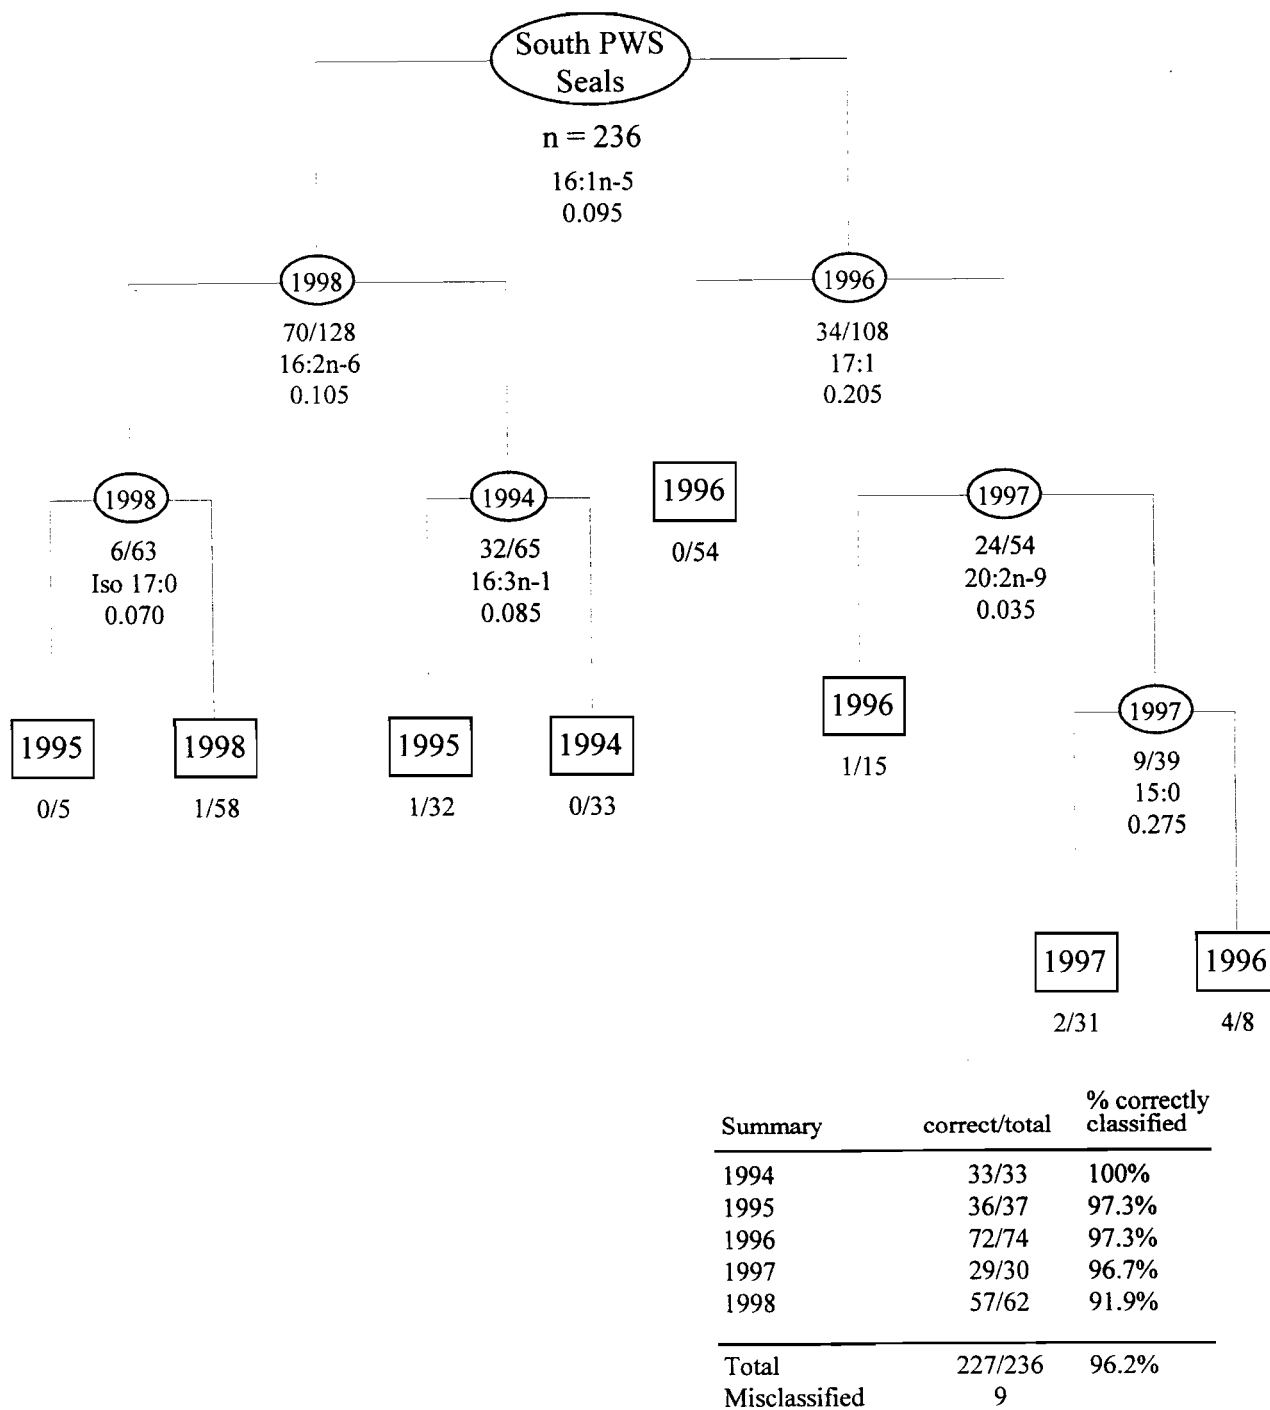 South PWS
Seals
n = 236
16:1n-5
0.095
1998
70/128
16:2n-6
0.105
1996
34/108
17:1
0.205
1998
6/63
Iso 17:0
0.070
1994
32/65
16:3n-1
0.085
1996
0/54
1997
24/54
20:2n-9
0.035
1995
0/5
1998
1/58
1995
1/32
1994
0/33
1996
1/15
1997
9/39
15:0
0.275
1997
2/31
1996
4/8
Summary correct/total % correctly classified
1994 33/33 100%
1995 36/37 97.3%
1996 72/74 97.3%
1997 29/30 96.7%
1998 57/62 91.9%
Total 227/236 96.2%
Misclassified 9